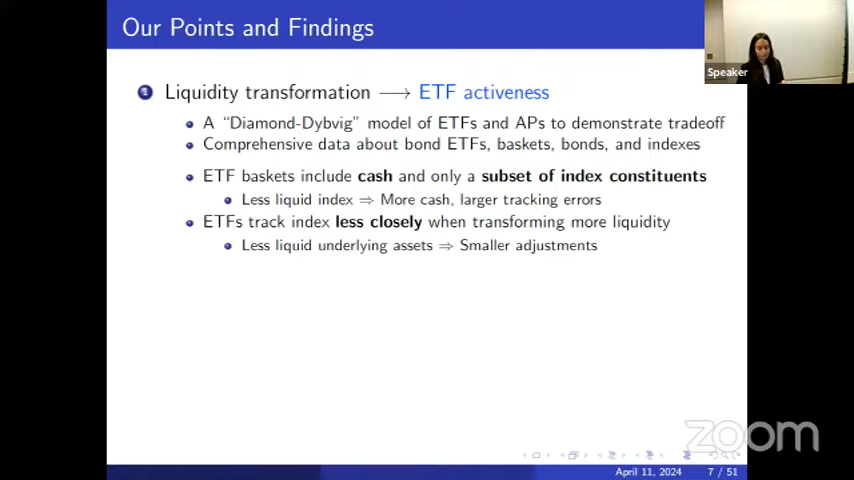 Our Points and Findings
Speaker
1 Liquidity transformation ⟶ ETF activeness
A “Diamond-Dybvig” model of ETFs and APs to demonstrate tradeoff
Comprehensive data about bond ETFs, baskets, bonds, and indexes
ETF baskets include cash and only a subset of index constituents
Less liquid index ⇒ More cash, larger tracking errors
ETFs track index less closely when transforming more liquidity
Less liquid underlying assets ⇒ Smaller adjustments
zoom
April 11, 2024 7 / 51